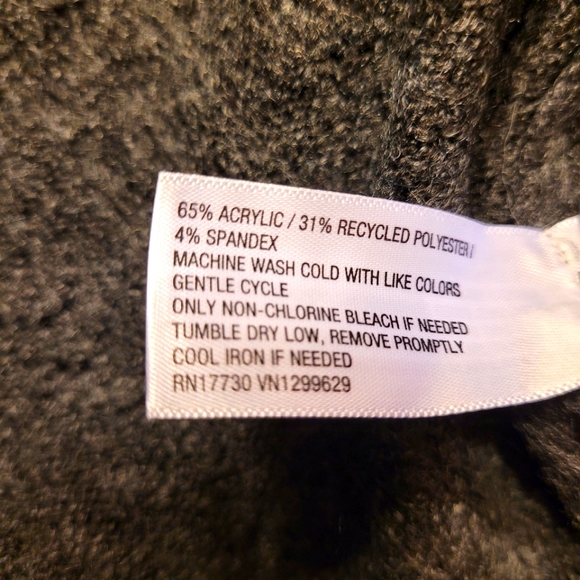 65% ACRYLIC / 31% RECYCLED POLYESTER /
4% SPANDEX
MACHINE WASH COLD WITH LIKE COLORS
GENTLE CYCLE
ONLY NON-CHLORINE BLEACH IF NEEDED
TUMBLE DRY LOW, REMOVE PROMPTLY
COOL IRON IF NEEDED
RN17730 VN1299629